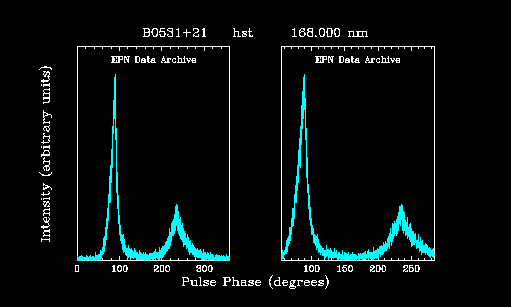 B0531+21 hst 168.000 nm
EPN Data Archive EPN Data Archive
Intensity (arbitrary units)
0 100 200 300 100 150 200 250
Pulse Phase (degrees)